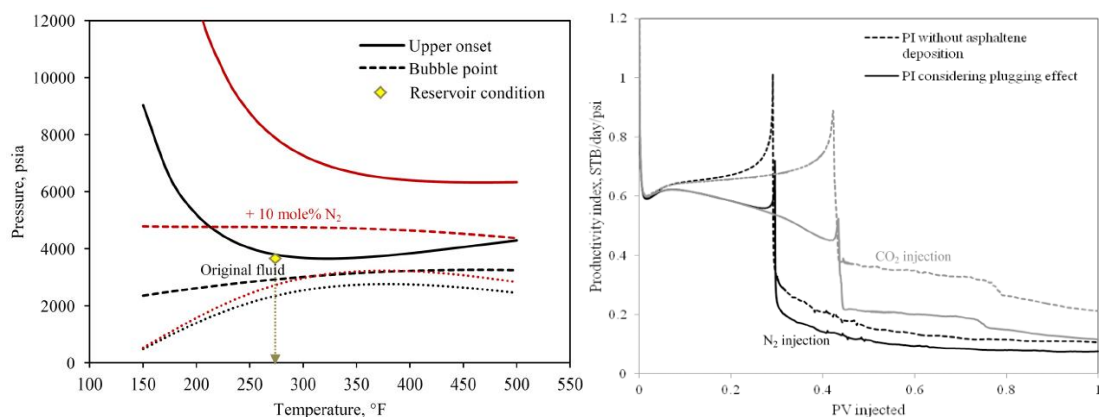 12000
10000
8000
6000
4000
2000
0
Pressure, psia
Upper onset
Bubble point
Reservoir condition
+ 10 mole% N₂
Original fluid
100 150 200 250 300 350 400 450 500 550
Temperature, °F
1.2
1
0.8
0.6
0.4
0.2
0
Productivity index, STB/day/psi
PI without asphaltene
deposition
PI considering plugging effect
CO₂ injection
N₂ injection
0 0.2 0.4 0.6 0.8 1
PV injected